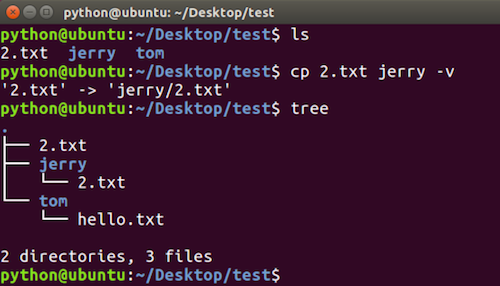 python@ubuntu: ~/Desktop/test
python@ubuntu:~/Desktop/test$ ls
2.txt  jerry  tom
python@ubuntu:~/Desktop/test$ cp 2.txt jerry -v
'2.txt' -> 'jerry/2.txt'
python@ubuntu:~/Desktop/test$ tree
.
├── 2.txt
├── jerry
│   └── 2.txt
└── tom
    └── hello.txt
2 directories, 3 files
python@ubuntu:~/Desktop/test$